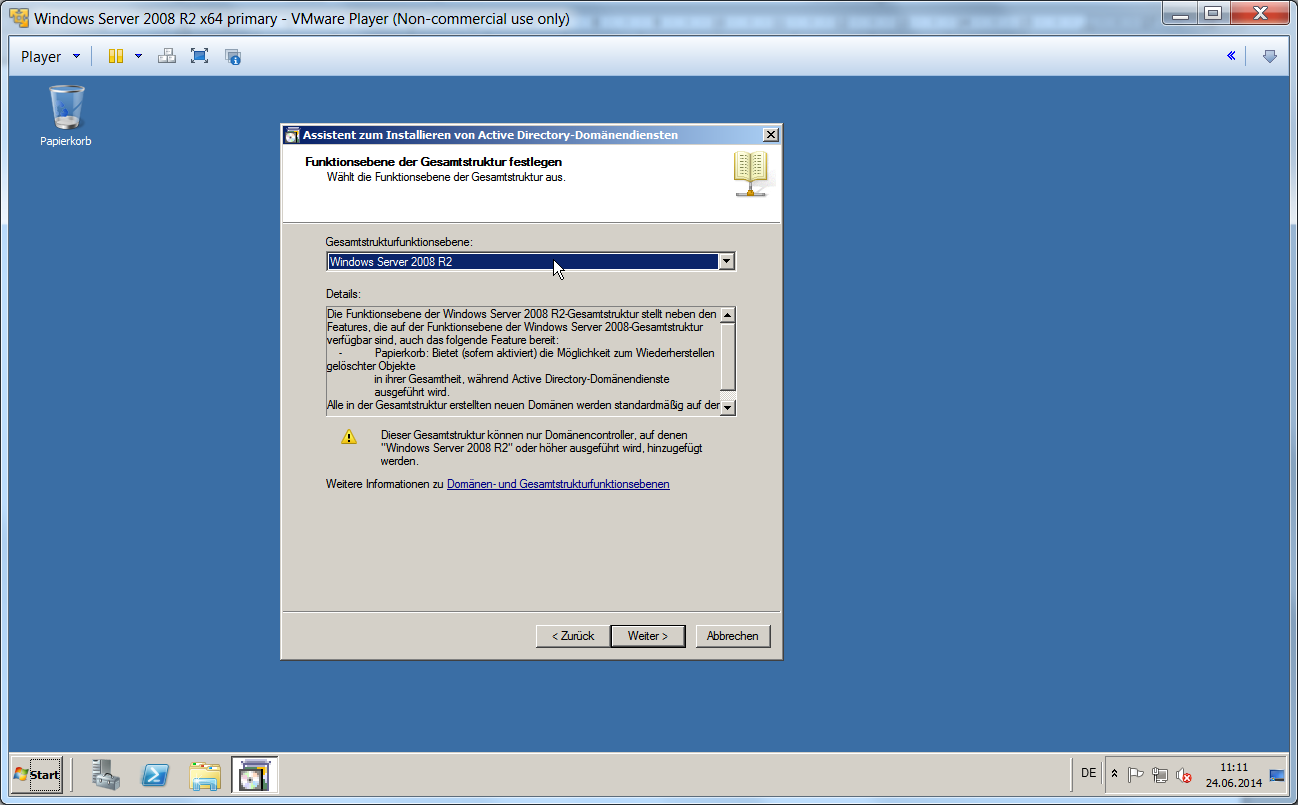 Windows Server 2008 R2 x64 primary - VMware Player (Non-commercial use only)
Player
Papierkorb
Assistent zum Installieren von Active Directory-Domänendiensten
Funktionsebene der Gesamtstruktur festlegen
Wählt die Funktionsebene der Gesamtstruktur aus.
Gesamtstrukturfunktionsebene:
Windows Server 2008 R2
Details:
Die Funktionsebene der Windows Server 2008 R2-Gesamtstruktur stellt neben den
Features, die auf der Funktionsebene der Windows Server 2008-Gesamtstruktur
verfügbar sind, auch das folgende Feature bereit:
- Papierkorb: Bietet (sofern aktiviert) die Möglichkeit zum Wiederherstellen
gelöschter Objekte
in ihrer Gesamtheit, während Active Directory-Domänendienste
ausgeführt wird.
Alle in der Gesamtstruktur erstellten neuen Domänen werden standardmäßig auf der
Dieser Gesamtstruktur können nur Domänencontroller, auf denen
"Windows Server 2008 R2" oder höher ausgeführt wird, hinzugefügt
werden.
Weitere Informationen zu Domänen- und Gesamtstrukturfunktionsebenen
< Zurück
Weiter >
Abbrechen
Start
DE
11:11
24.06.2014